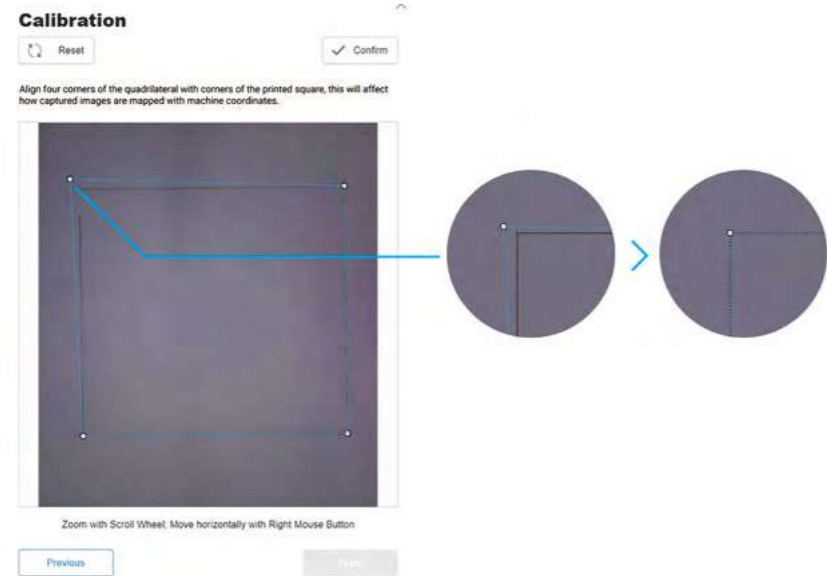 Calibration
Reset
Confirm
Align four corners of the quadrilateral with corners of the printed square, this will affect
how captured images are mapped with machine coordinates.
Zoom with Scroll Wheel. Move horizontally with Right Mouse Button
Previous